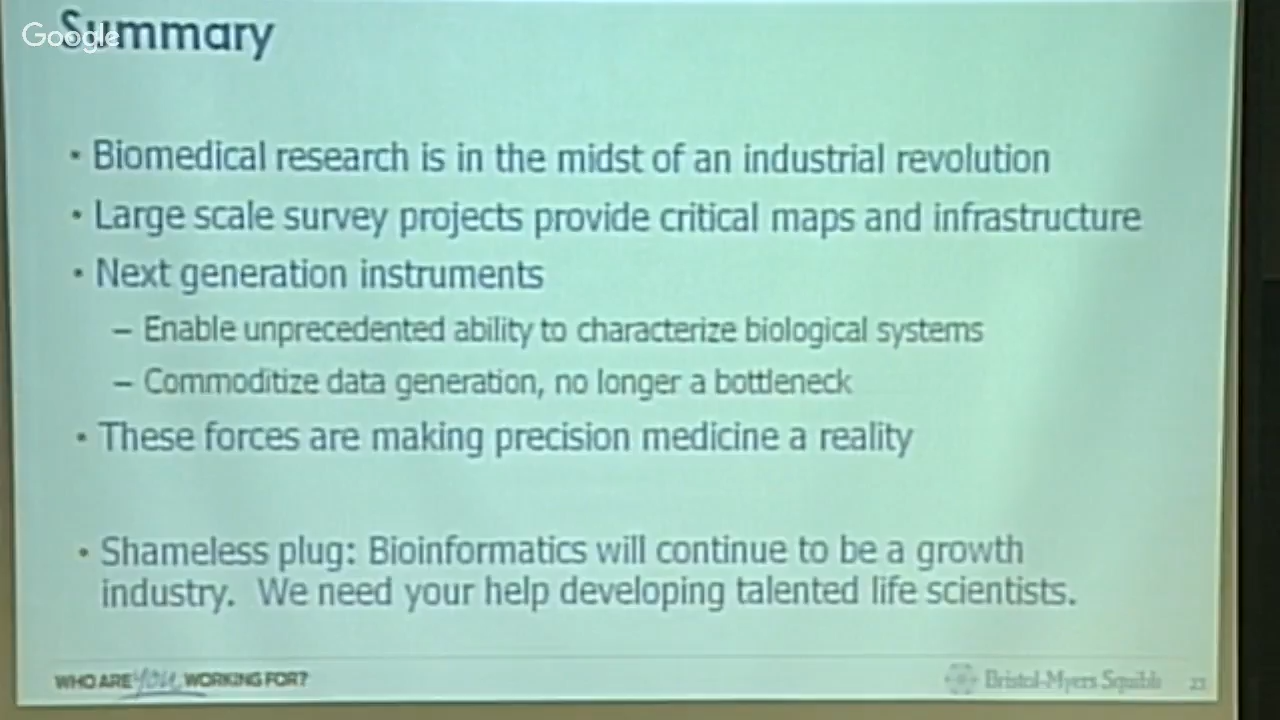 Google
Summary
• Biomedical research is in the midst of an industrial revolution
• Large scale survey projects provide critical maps and infrastructure
• Next generation instruments
– Enable unprecedented ability to characterize biological systems
– Commoditize data generation, no longer a bottleneck
• These forces are making precision medicine a reality
• Shameless plug: Bioinformatics will continue to be a growth
industry. We need your help developing talented life scientists.
WHO ARE you WORKING FOR?
Bristol-Myers Squibb